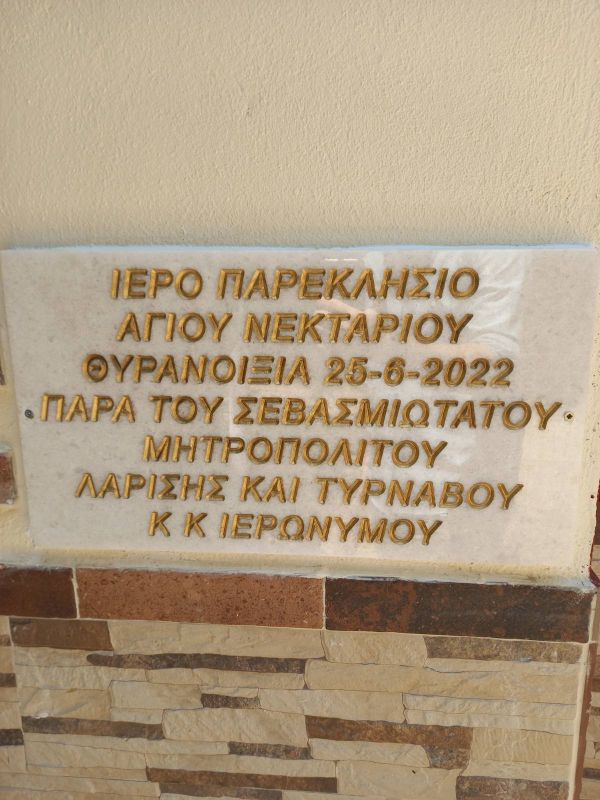 ΙΕΡΟ ΠΑΡΕΚΛΗΣΙΟ
ΑΓΙΟΥ ΝΕΚΤΑΡΙΟΥ
ΘΥΡΑΝΟΙΞΙΑ 25-6-2022
ΠΑΡΑ ΤΟΥ ΣΕΒΑΣΜΙΩΤΑΤΟΥ
ΜΗΤΡΟΠΟΛΙΤΟΥ
ΛΑΡΙΣΗΣ ΚΑΙ ΤΥΡΝΑΒΟΥ
Κ Κ ΙΕΡΩΝΥΜΟΥ